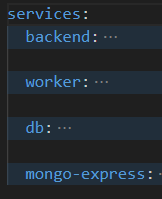 services:
  backend:⋯
  worker:⋯
  db:⋯
  mongo-express:⋯